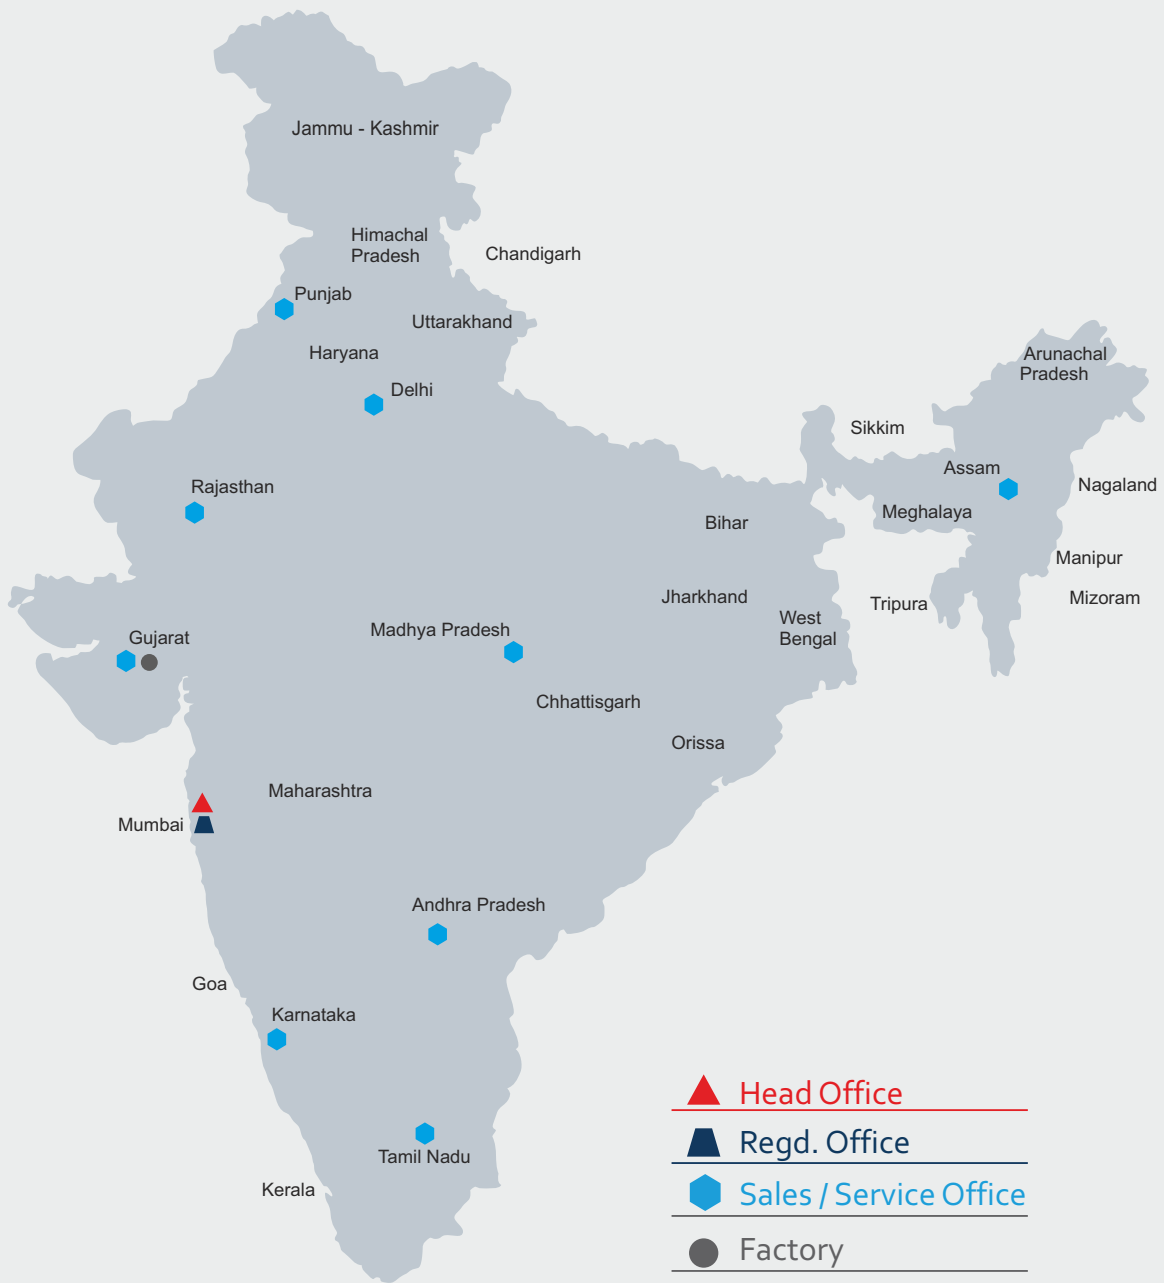 Jammu - Kashmir
Himachal
Pradesh
Chandigarh
Punjab
Uttarakhand
Haryana
Delhi
Arunachal
Pradesh
Sikkim
Assam
Nagaland
Rajasthan
Meghalaya
Bihar
Manipur
Jharkhand
Tripura
Mizoram
West
Bengal
Gujarat
Madhya Pradesh
Chhattisgarh
Orissa
Maharashtra
Mumbai
Andhra Pradesh
Goa
Karnataka
Tamil Nadu
Kerala
Head Office
Regd. Office
Sales / Service Office
Factory